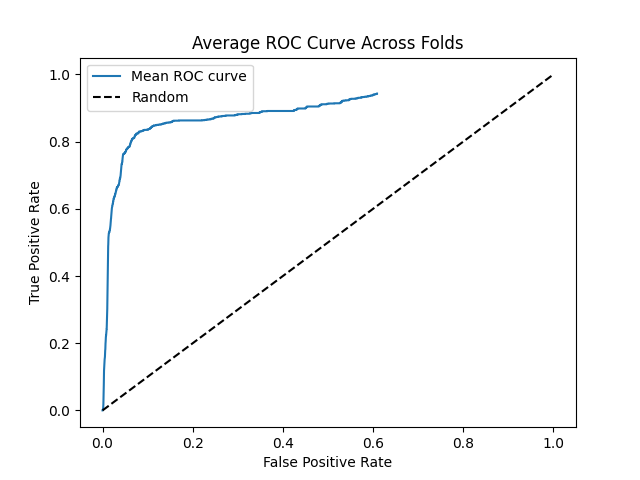 Average ROC Curve Across Folds
Mean ROC curve
Random
True Positive Rate
1.0
0.8
0.6
0.4
0.2
0.0
0.0 0.2 0.4 0.6 0.8 1.0
False Positive Rate